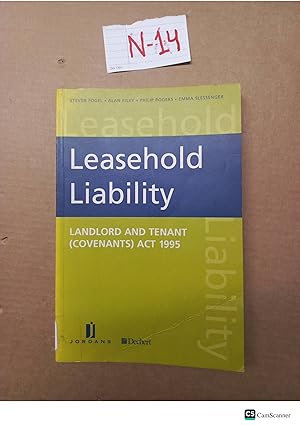 N-14
STEVEN FOGEL • ALAN RILEY • PHILIP ROGERS • EMMA SLESSENGER
Leasehold
Leasehold
Liability
LANDLORD AND TENANT
(COVENANTS) ACT 1995
Liability
JORDANS
Dechert
CS CamScanner